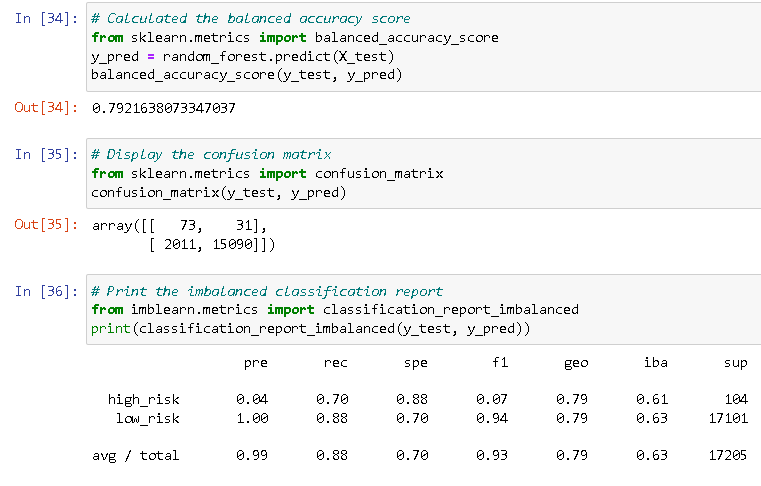 In [34]: # Calculated the balanced accuracy score
from sklearn.metrics import balanced_accuracy_score
y_pred = random_forest.predict(X_test)
balanced_accuracy_score(y_test, y_pred)
Out[34]: 0.7921638073347037
In [35]: # Display the confusion matrix
from sklearn.metrics import confusion_matrix
confusion_matrix(y_test, y_pred)
Out[35]: array([[   73,    31],
       [ 2011, 15090]])
In [36]: # Print the imbalanced classification report
from imblearn.metrics import classification_report_imbalanced
print(classification_report_imbalanced(y_test, y_pred))
pre rec spe f1 geo iba sup
high_risk 0.04 0.70 0.88 0.07 0.79 0.61 104
low_risk 1.00 0.88 0.70 0.94 0.79 0.63 17101
avg / total 0.99 0.88 0.70 0.93 0.79 0.63 17205